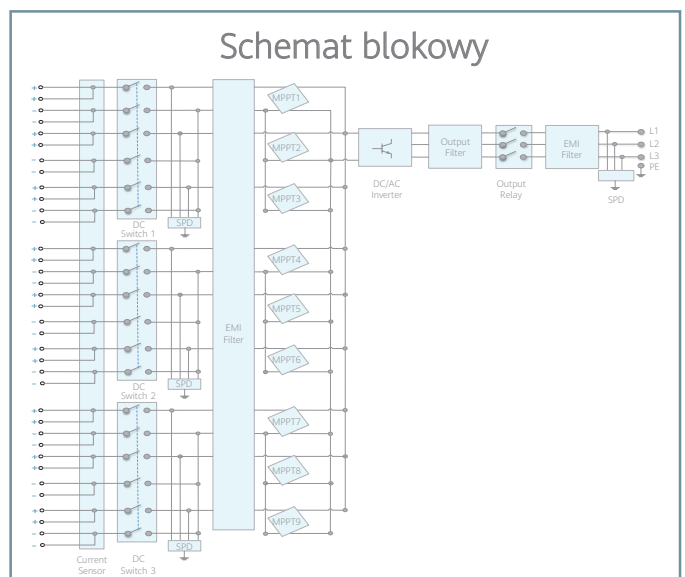 Schemat blokowy
MPPT1
MPPT2
MPPT3
MPPT4
MPPT5
MPPT6
MPPT7
MPPT8
MPPT9
DC
Switch 1
SPD
DC
Switch 2
SPD
DC
Switch 3
SPD
Current
Sensor
EMI
Filter
DC/AC
Inverter
Output
Filter
Output
Relay
EMI
Filter
L1
L2
L3
PE
SPD